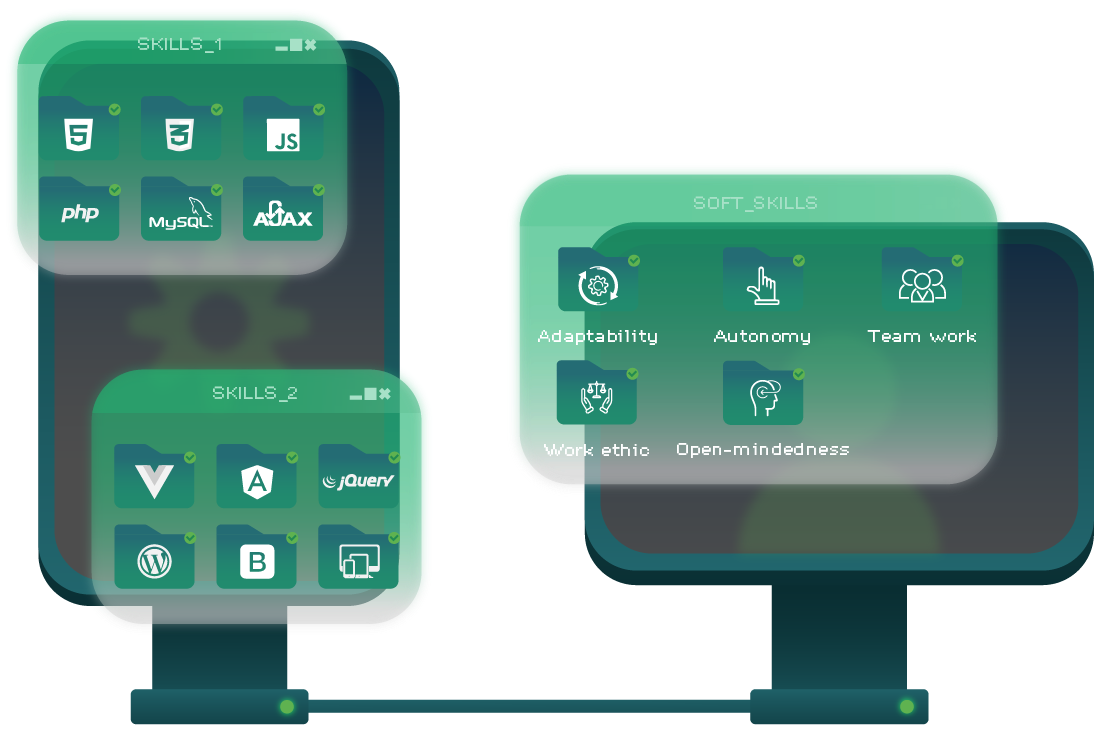 SKILLS_1
5 3 JS
php MySQL AJAX
SKILLS_2
A jQuery
W B
SOFT_SKILLS
Adaptability Autonomy Team work
Work ethic Open-mindedness